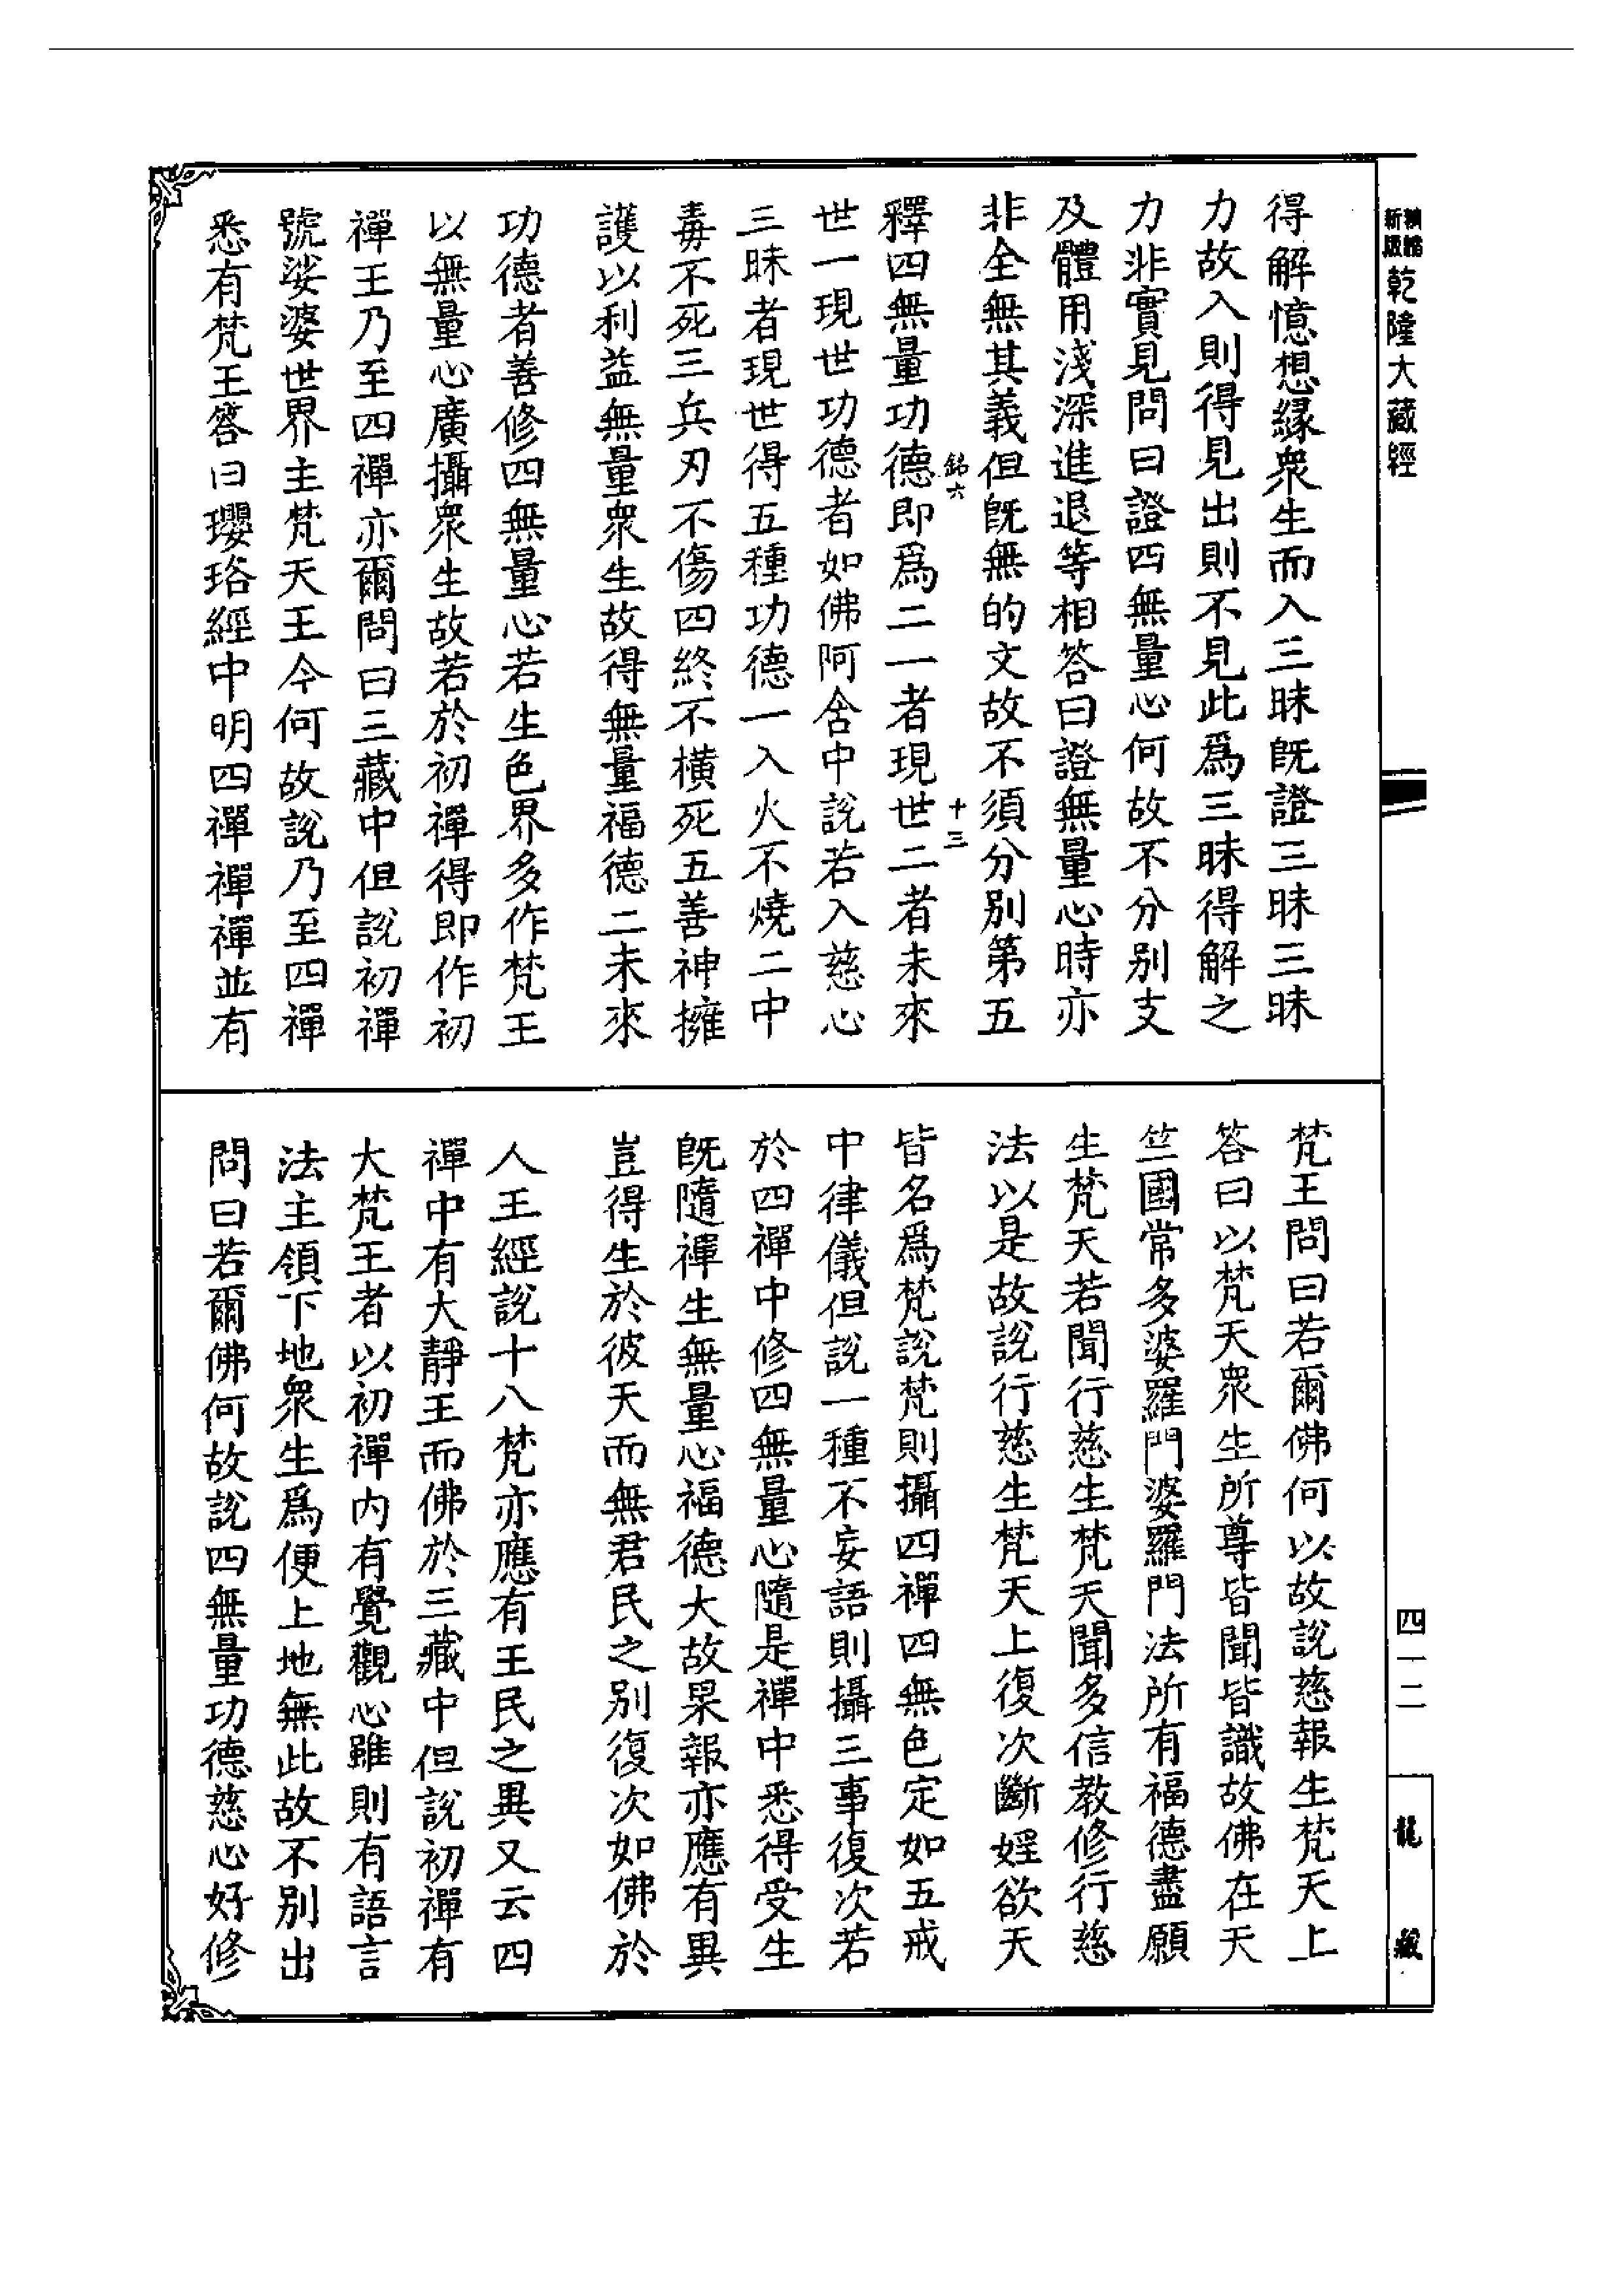 新編縮版乾隆大藏經
得解憶想緣衆生而入三昧旣證三昧三昧
力故入則得見出則不見此爲三昧得解之
力非實見問曰證四無量心何故不分別支
及體用淺深進退等相答曰證無量心時亦
非全無其義但旣無的文故不須分別第五
銘六 十三
釋四無量功德即爲二一者現世二者未來
世一現世功德者如佛阿含中說若入慈心
三昧者現世得五種功德一入火不燒二中
毒不死三兵刃不傷四終不橫死五善神擁
護以利益無量衆生故得無量福德二未來
功德者善修四無量心若生色界多作梵王
以無量心廣攝衆生故若於初禪得即作初
禪王乃至四禪亦爾問曰三藏中但說初禪
號娑婆世界主梵天王今何故說乃至四禪
悉有梵王答曰瓔珞經中明四禪禪禪並有
梵王問曰若爾佛何以故說慈報生梵天上
答曰以梵天衆生所尊皆聞皆識故佛在天
竺國常多婆羅門婆羅門法所有福德盡願
生梵天若聞行慈生梵天聞多信教修行慈
法以是故說行慈生梵天上復次斷婬欲天
皆名爲梵說梵則攝四禪四無色定如五戒
中律儀但說一種不妄語則攝三事復次若
於四禪中修四無量心隨是禪中悉得受生
旣隨禪生無量心福德大故果報亦應有異
豈得生於彼天而無君民之別復次如佛於
人王經說十八梵亦應有王民之異又云四
禪中有大靜王而佛於三藏中但說初禪有
大梵王者以初禪內有覺觀心雖則有語言
法主領下地衆生爲便上地無此故不別出
問曰若爾佛何故說四無量功德慈心好修
四一二
龍藏